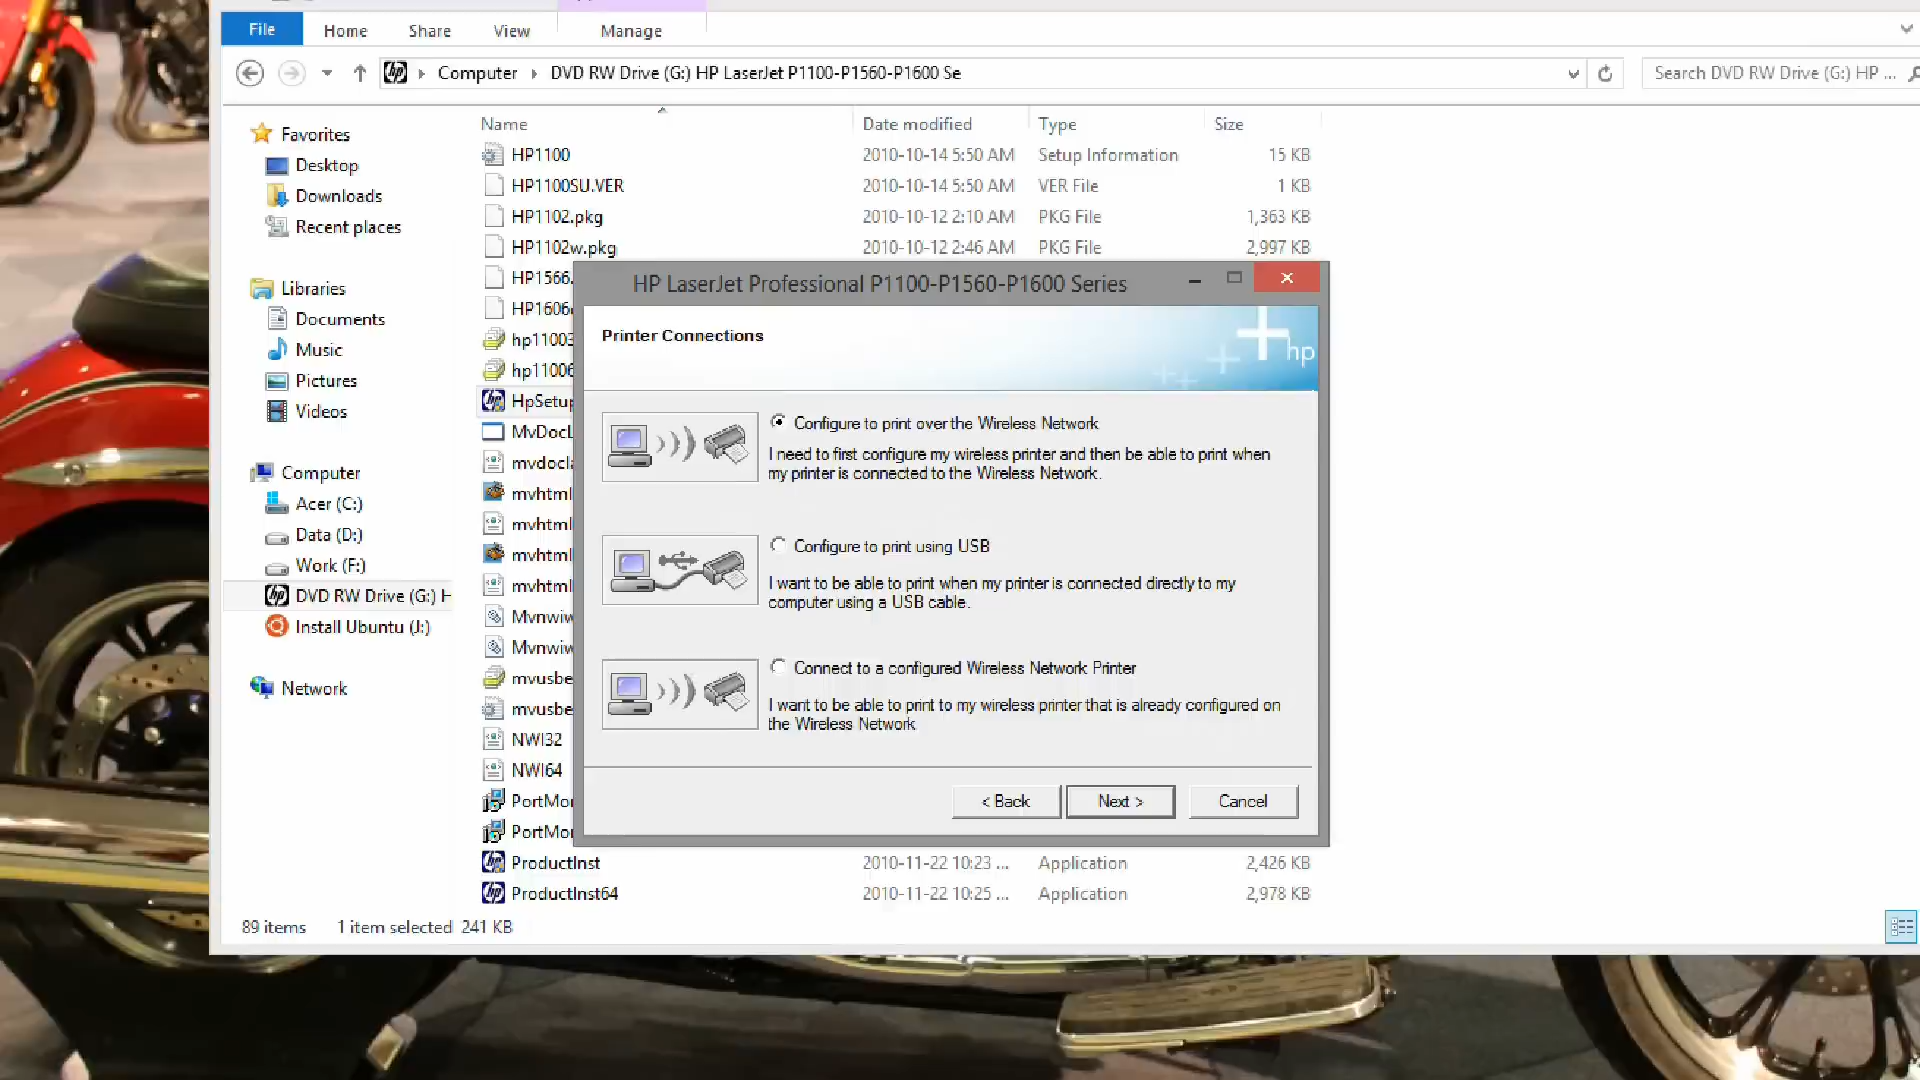 File
Home
Share
View
Manage
Computer
DVD RW Drive (G:) HP LaserJet P1100-P1560-P1600 Se
Search DVD RW Drive (G:) HP ...
Name
Date modified
Type
Size
Favorites
Desktop
Downloads
Recent places
Libraries
Documents
Music
Pictures
Videos
Computer
Acer (C:)
Data (D:)
Work (F:)
DVD RW Drive (G:) H
Install Ubuntu (J:)
Network
HP1100 2010-10-14 5:50 AM Setup Information 15 KB
HP1100SU.VER 2010-10-14 5:50 AM VER File 1 KB
HP1102.pkg 2010-10-12 2:10 AM PKG File 1,363 KB
HP1102w.pkg 2010-10-12 2:46 AM PKG File 2,997 KB
HP1566.
HP1606
hp11003
hp11006
HpSetup
MvDocL
mvdocla
mvhtml
mvhtml
mvhtml
mvhtml
Mvnwiw
Mvnwiw
mvusbe
mvusbe
NWI32
NWI64
PortMor
PortMor
ProductInst 2010-11-22 10:23 ... Application 2,426 KB
ProductInst64 2010-11-22 10:25 ... Application 2,978 KB
89 items 1 item selected 241 KB
HP LaserJet Professional P1100-P1560-P1600 Series
Printer Connections
hp
Configure to print over the Wireless Network
I need to first configure my wireless printer and then be able to print when
my printer is connected to the Wireless Network.
Configure to print using USB
I want to be able to print when my printer is connected directly to my
computer using a USB cable.
Connect to a configured Wireless Network Printer
I want to be able to print to my wireless printer that is already configured on
the Wireless Network
< Back
Next >
Cancel